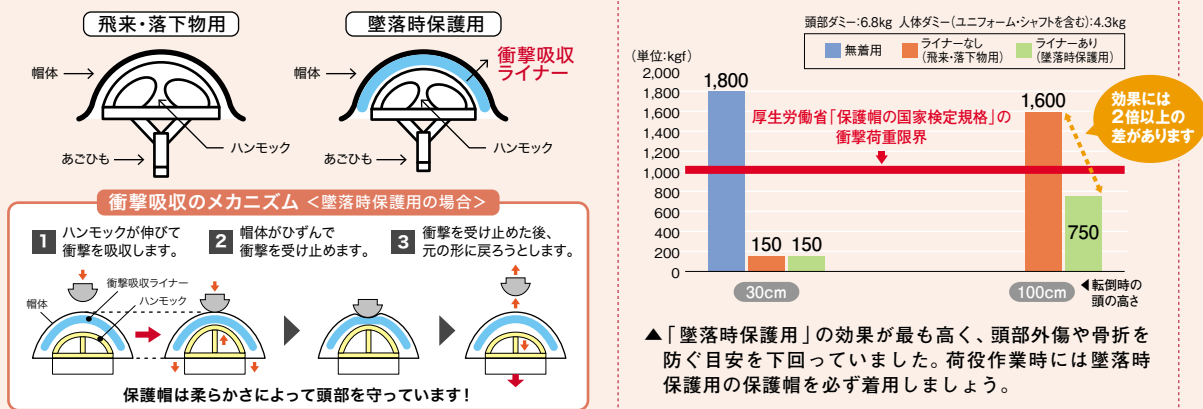 飛来・落下物用
帽体
あごひも
ハンモック
墜落時保護用
衝撃吸収
ライナー
帽体
あごひも
ハンモック
衝撃吸収のメカニズム <墜落時保護用の場合>
1 ハンモックが伸びて
衝撃を吸収します。
2 帽体がひずんで
衝撃を受け止めます。
3 衝撃を受け止めた後、
元の形に戻ろうとします。
衝撃吸収ライナー
帽体
ハンモック
保護帽は柔らかさによって頭部を守っています!
頭部ダミー:6.8kg 人体ダミー(ユニフォーム・シャフトを含む):4.3kg
無着用
ライナーなし
(飛来・落下物用)
ライナーあり
(墜落時保護用)
(単位:kgf)
2,000
1,800
1,600
1,400
1,200
1,000
800
600
400
200
0
1,800
150
150
1,600
750
厚生労働省「保護帽の国家検定規格」の
衝撃荷重限界
効果には
2倍以上の
差があります
30cm
100cm
◀転倒時の
頭の高さ
▲「墜落時保護用」の効果が最も高く、頭部外傷や骨折を
防ぐ目安を下回っていました。荷役作業時には墜落時
保護用の保護帽を必ず着用しましょう。